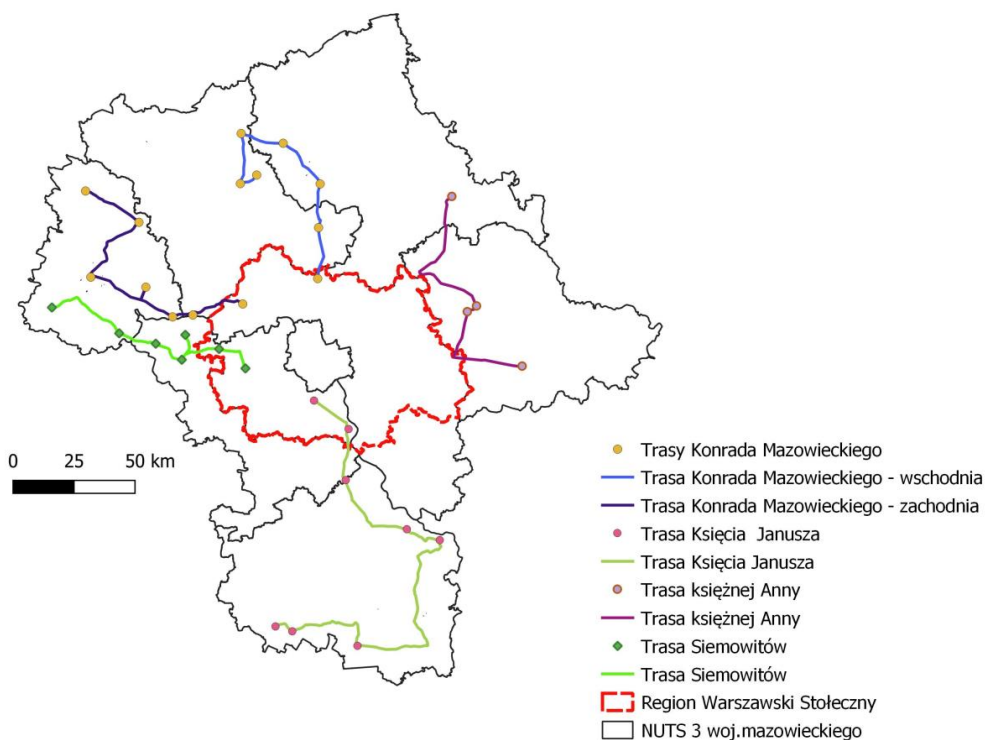 0 25 50 km
Trasy Konrada Mazowieckiego
Trasa Konrada Mazowieckiego - wschodnia
Trasa Konrada Mazowieckiego - zachodnia
Trasa Księcia Janusza
Trasa Księcia Janusza
Trasa księżnej Anny
Trasa księżnej Anny
Trasa Siemowitów
Trasa Siemowitów
Region Warszawski Stołeczny
NUTS 3 woj.mazowieckiego